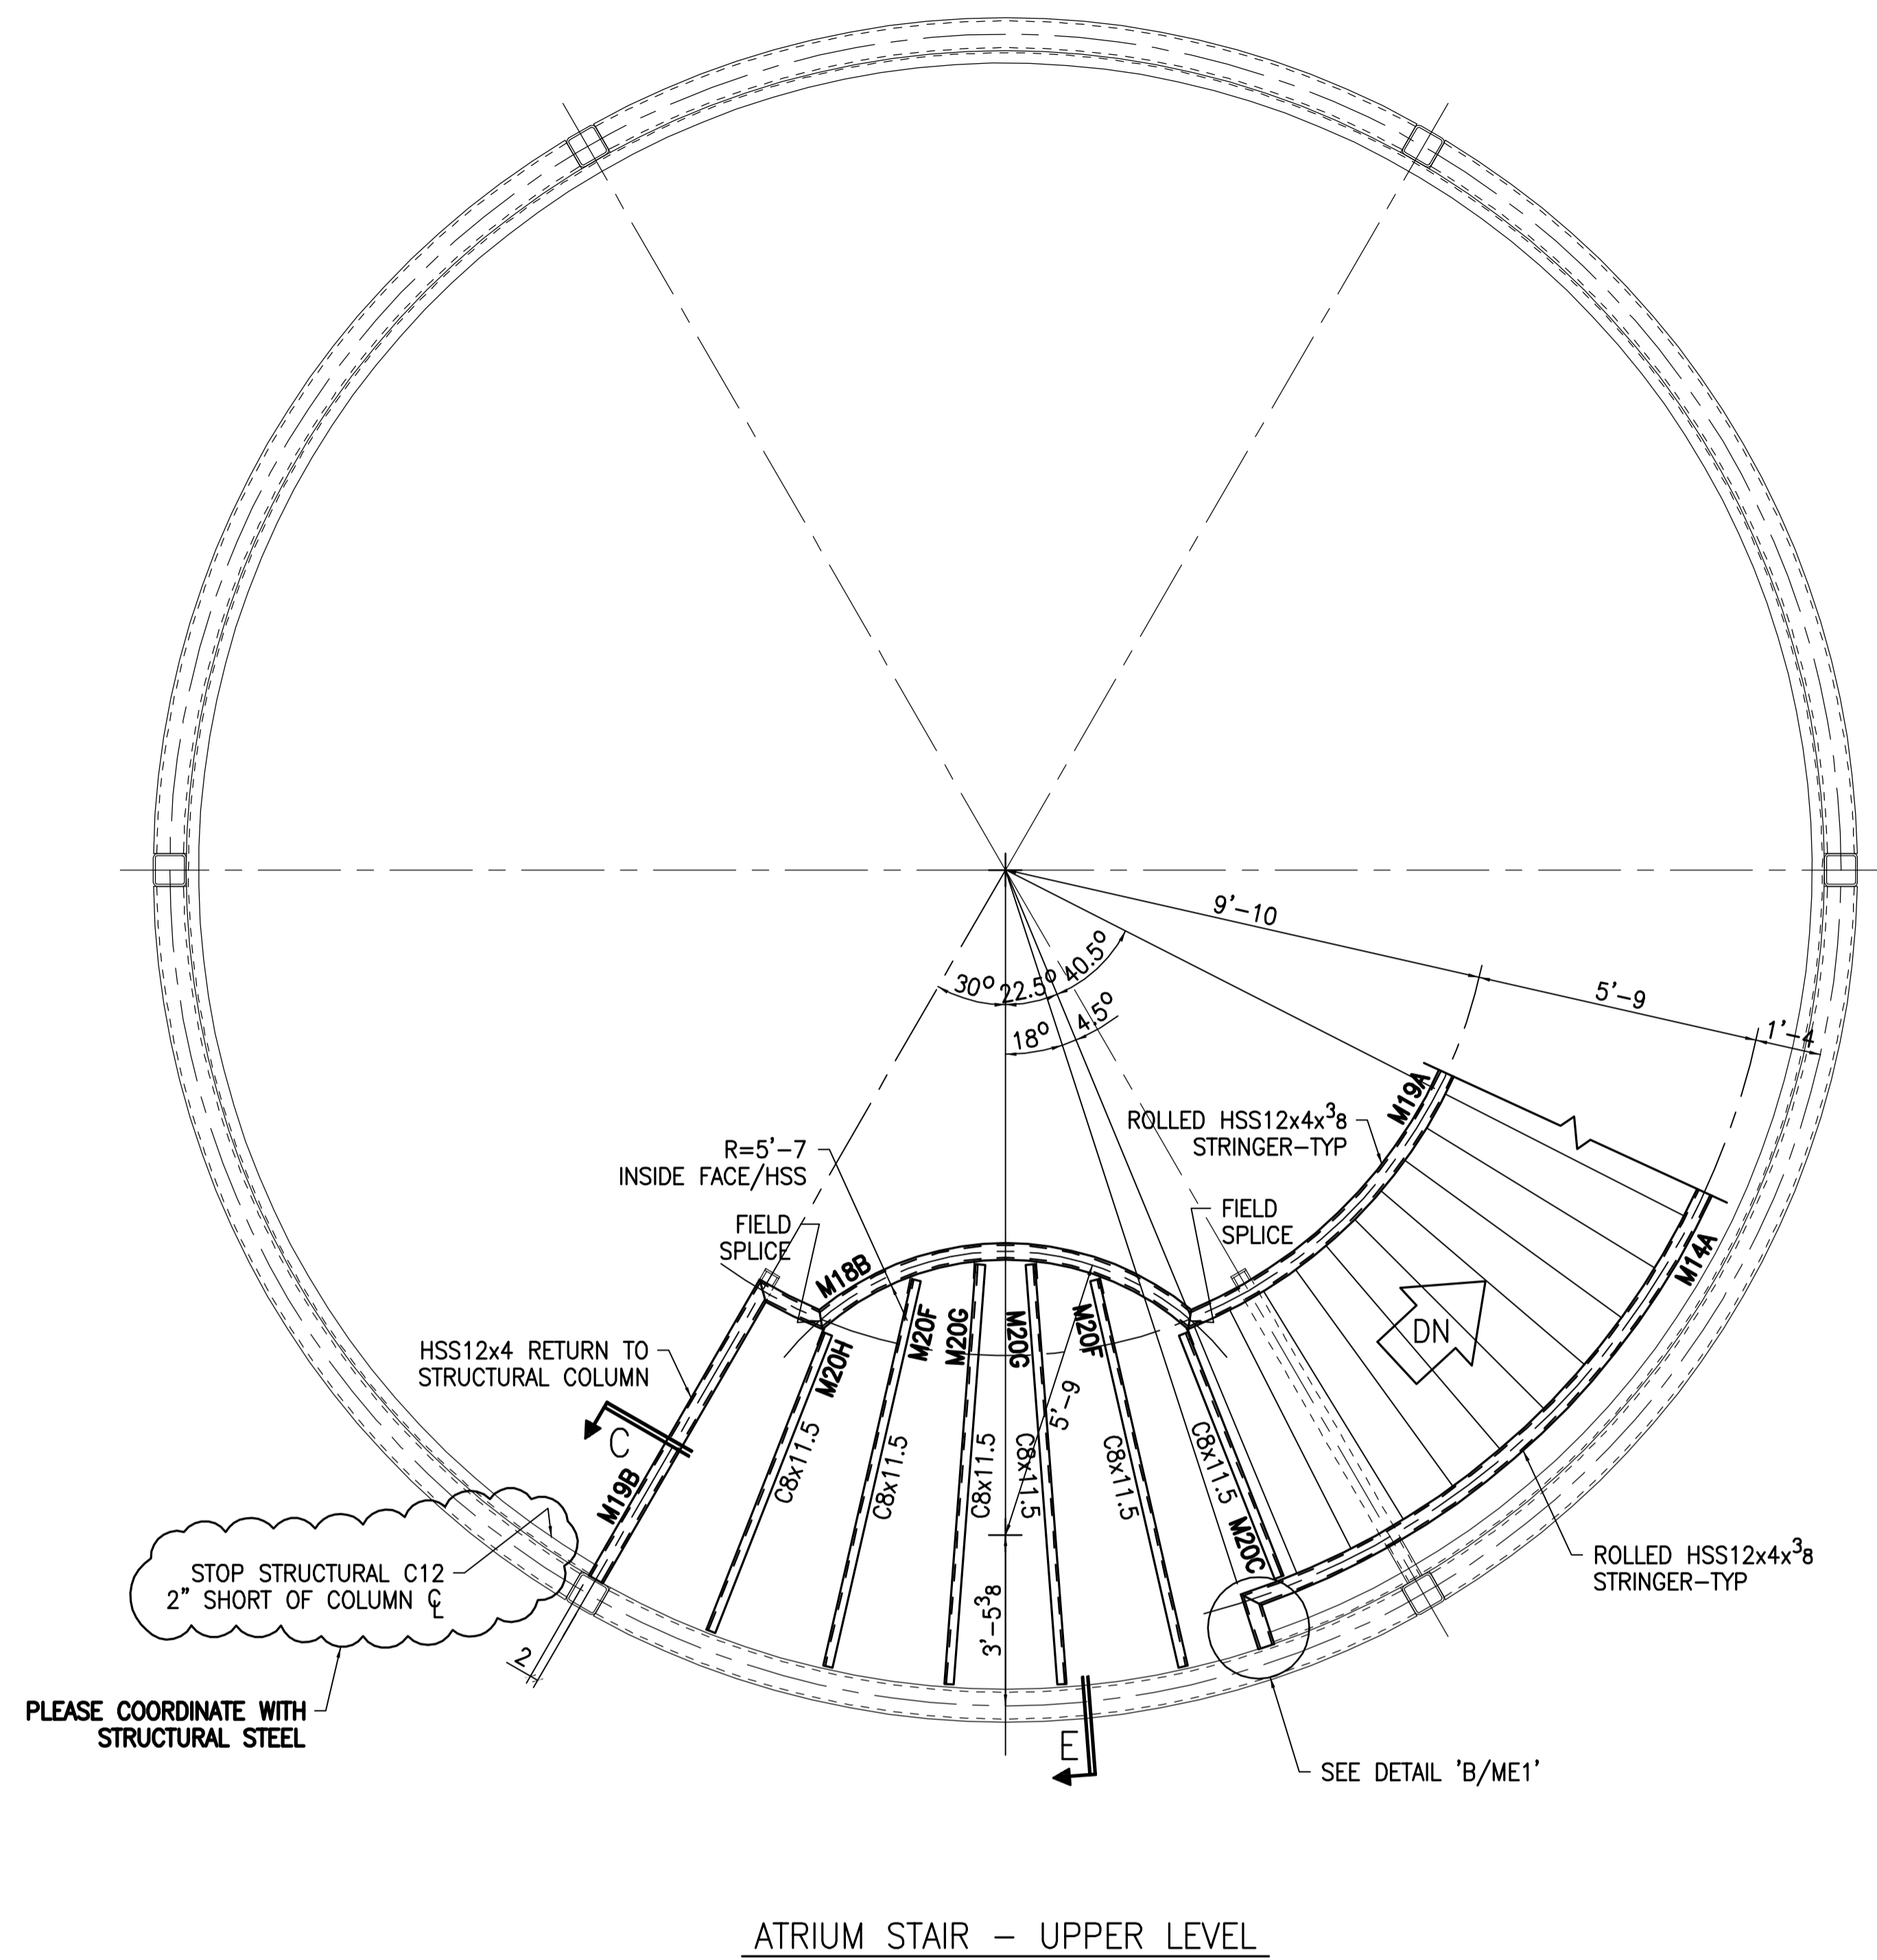 9'-10
5'-9
1'-4
30°
22.5°
40.5°
18°
4.5°
M19A
ROLLED HSS12x4x3/8
STRINGER-TYP
R=5'-7
INSIDE FACE/HSS
FIELD
SPLICE
FIELD
SPLICE
M18B
M14A
M20H
M20F
M20G
M20G
M20F
DN
HSS12x4 RETURN TO
STRUCTURAL COLUMN
C
5'-9
C8x11.5
C8x11.5
C8x11.5
C8x11.5
C8x11.5
C8x11.5
M19B
M20C
STOP STRUCTURAL C12
2" SHORT OF COLUMN ℄
ROLLED HSS12x4x3/8
STRINGER-TYP
3'-5 3/8
2
PLEASE COORDINATE WITH
STRUCTURAL STEEL
E
SEE DETAIL 'B/ME1'
ATRIUM STAIR - UPPER LEVEL